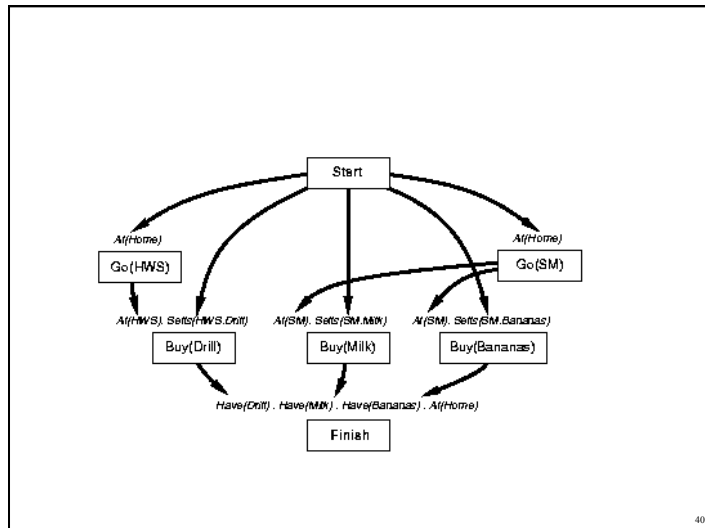 Start
At(Home)
At(Home)
Go(HWS)
Go(SM)
At(HWS). Sells(HWS.Drill)
At(SM). Sells(SM.Milk)
At(SM). Sells(SM.Bananas)
Buy(Drill)
Buy(Milk)
Buy(Bananas)
Have(Drill) . Have(Milk) . Have(Bananas) . At(Home)
Finish
40